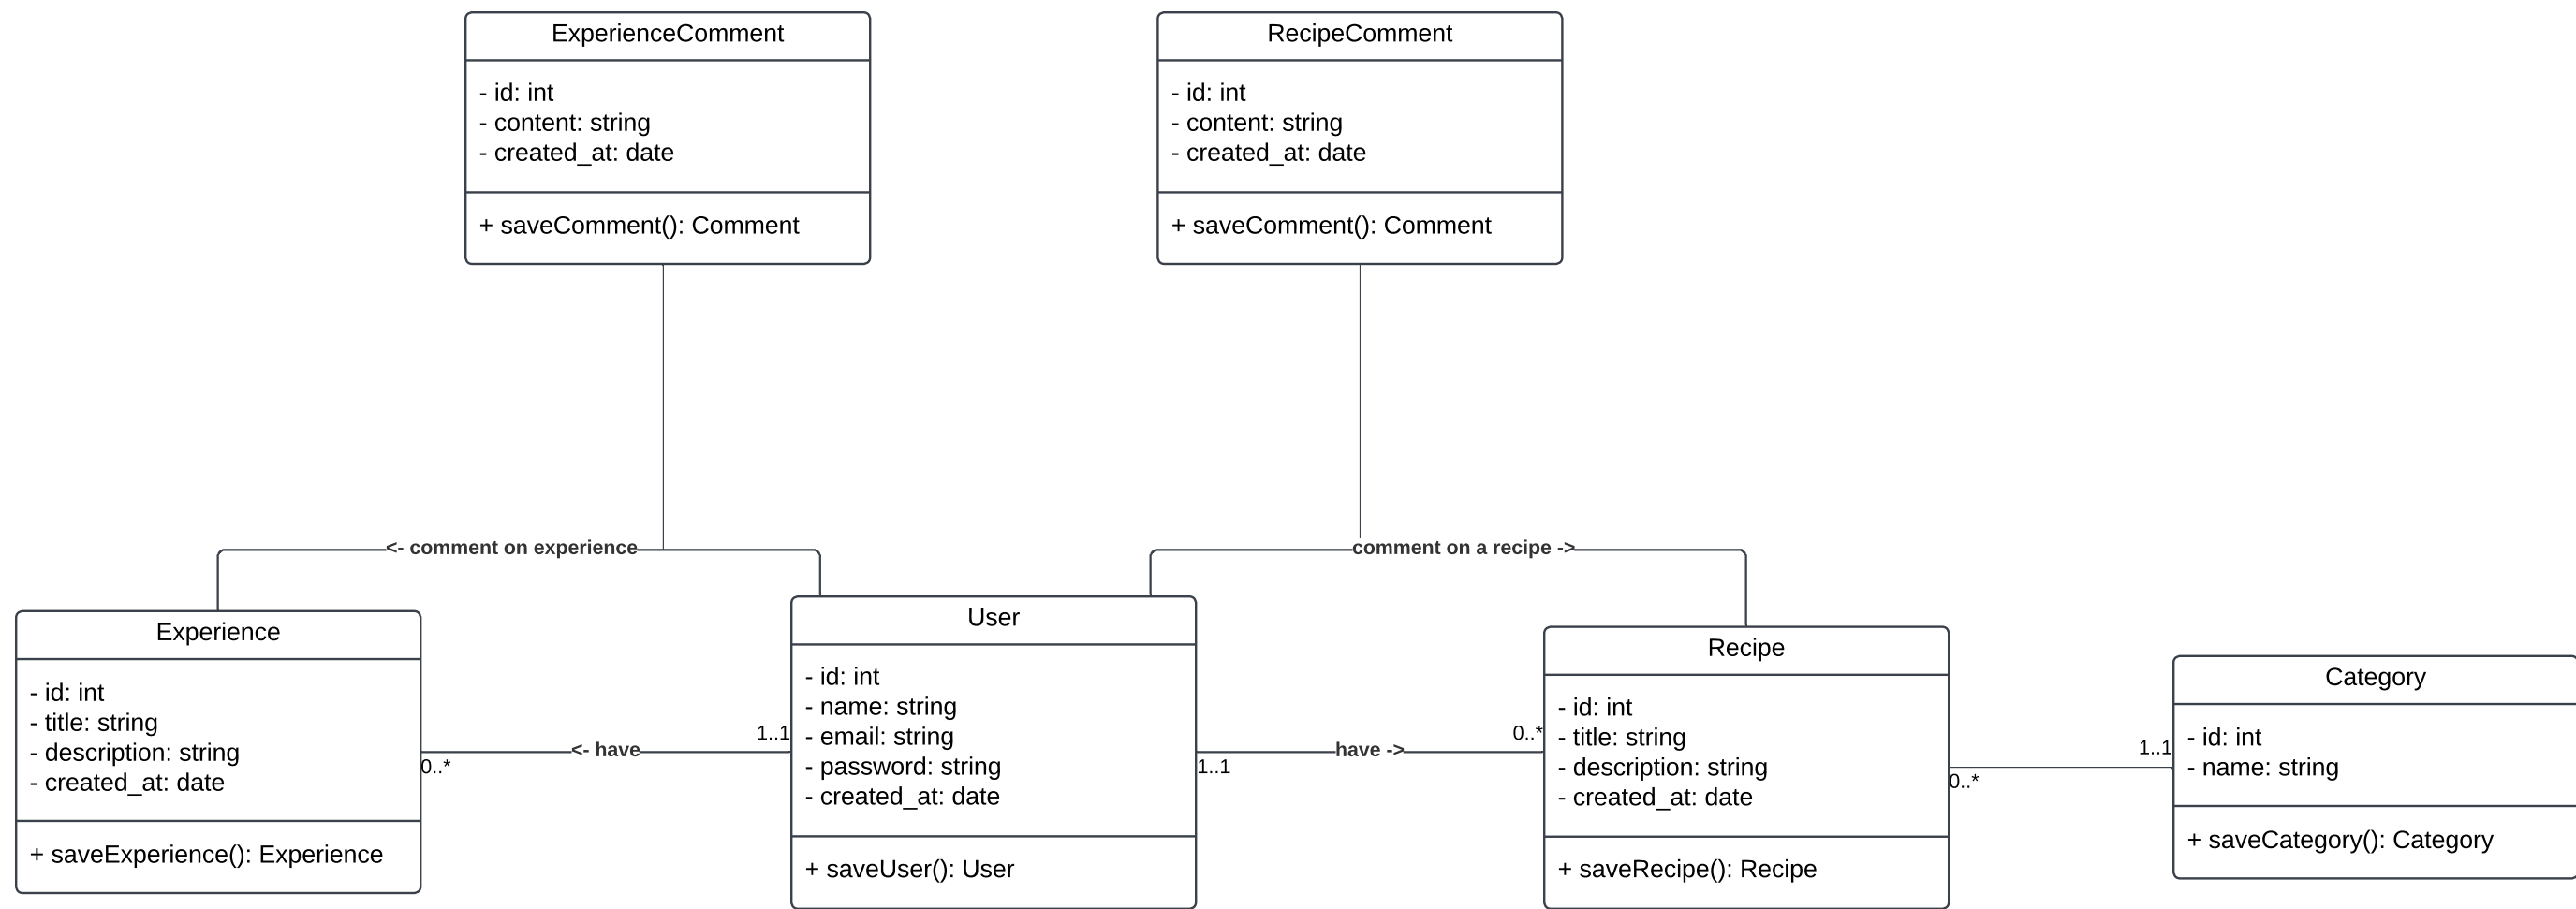 ExperienceComment
- id: int
- content: string
- created_at: date
+ saveComment(): Comment
RecipeComment
- id: int
- content: string
- created_at: date
+ saveComment(): Comment
<- comment on experience
comment on a recipe ->
Experience
- id: int
- title: string
- description: string
- created_at: date
+ saveExperience(): Experience
0..*
<- have
1..1
User
- id: int
- name: string
- email: string
- password: string
- created_at: date
+ saveUser(): User
1..1
have ->
0..*
Recipe
- id: int
- title: string
- description: string
- created_at: date
+ saveRecipe(): Recipe
0..*
1..1
Category
- id: int
- name: string
+ saveCategory(): Category